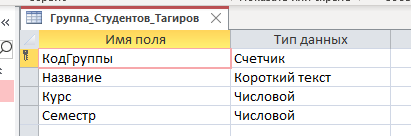 Группа_Студентов_Тагиров
Имя поля Тип данных
КодГруппы Счетчик
Название Короткий текст
Курс Числовой
Семестр Числовой